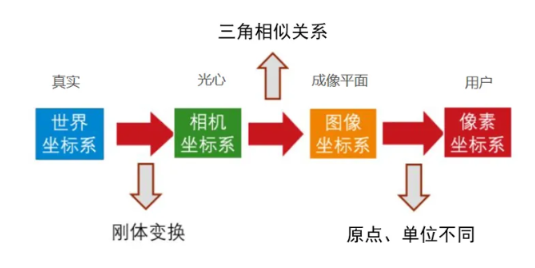 三角相似关系
真实
光心
成像平面
用户
世界
坐标系
相机
坐标系
图像
坐标系
像素
坐标系
刚体变换
原点、单位不同